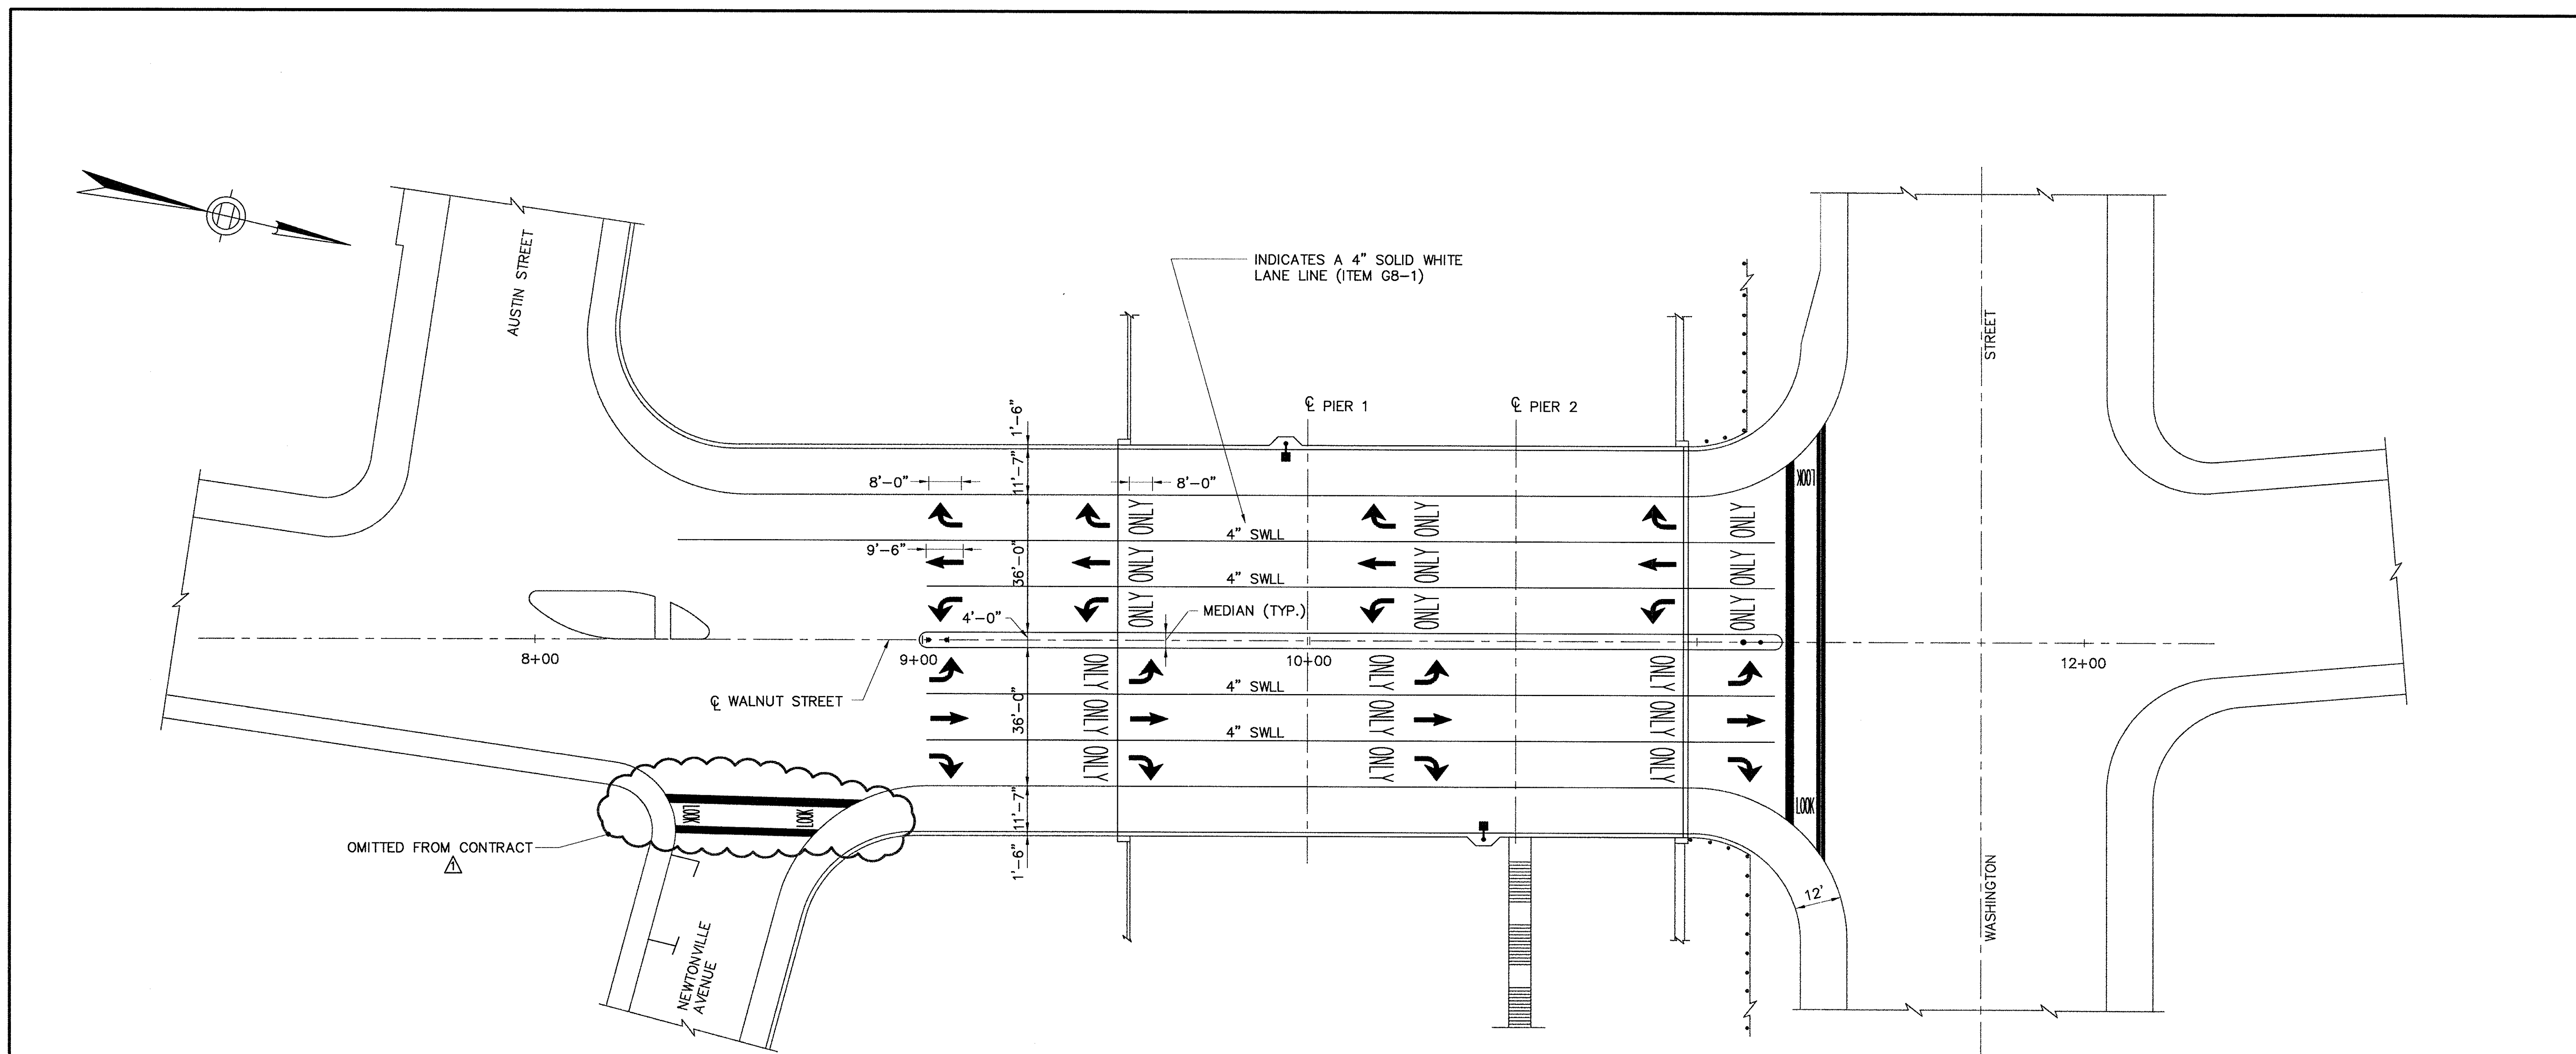 AUSTIN STREET
INDICATES A 4" SOLID WHITE
LANE LINE (ITEM G8-1)
STREET
℄ PIER 1
℄ PIER 2
1'-6"
11'-7"
8'-0"
8'-0"
LOOK
ONLY
ONLY
ONLY
4" SWLL
9'-6"
36'-0"
ONLY
ONLY
ONLY
4" SWLL
ONLY
ONLY
ONLY
4'-0"
MEDIAN (TYP.)
8+00
9+00
10+00
12+00
ONLY
ONLY
ONLY
4" SWLL
℄ WALNUT STREET
36'-0"
ONLY
ONLY
ONLY
4" SWLL
ONLY
ONLY
ONLY
11'-7"
LOOK
LOOK
LOOK
OMITTED FROM CONTRACT
1
1'-6"
12'
WASHINGTON
NEWTONVILLE
AVENUE